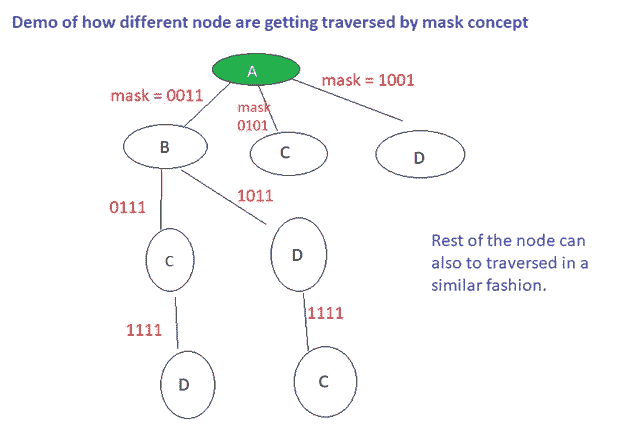 Demo of how different node are getting traversed by mask concept
A
mask = 0011
mask
0101
mask = 1001
B
C
D
0111
1011
C
D
Rest of the node can
also to traversed in a
similar fashion.
1111
1111
D
C